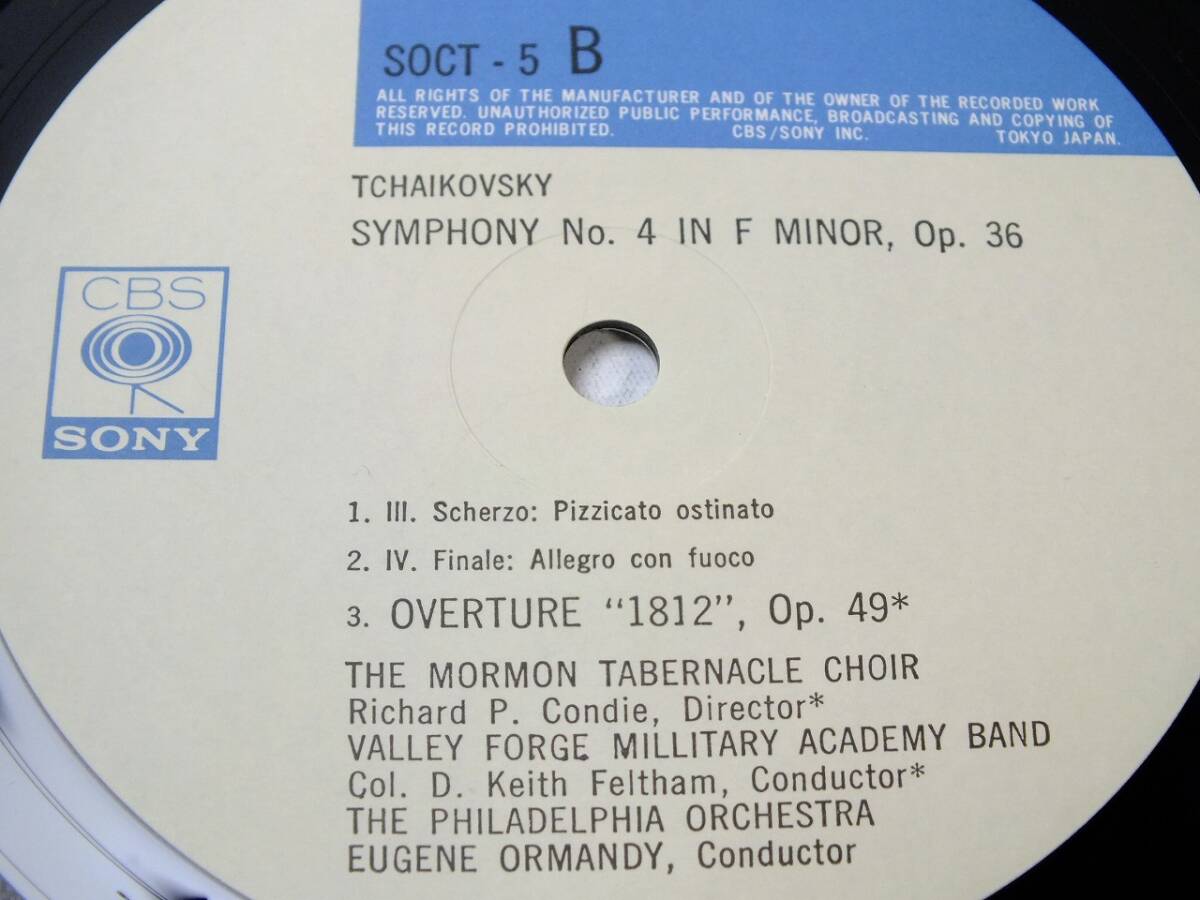 SOCT - 5 B
ALL RIGHTS OF THE MANUFACTURER AND OF THE OWNER OF THE RECORDED WORK
RESERVED. UNAUTHORIZED PUBLIC PERFORMANCE, BROADCASTING AND COPYING OF
THIS RECORD PROHIBITED. CBS/SONY INC. TOKYO JAPAN.
TCHAIKOVSKY
SYMPHONY No. 4 IN F MINOR, Op. 36
CBS
SONY
1. III. Scherzo: Pizzicato ostinato
2. IV. Finale: Allegro con fuoco
3. OVERTURE "1812", Op. 49*
THE MORMON TABERNACLE CHOIR
Richard P. Condie, Director*
VALLEY FORGE MILLITARY ACADEMY BAND
Col. D. Keith Feltham, Conductor*
THE PHILADELPHIA ORCHESTRA
EUGENE ORMANDY, Conductor